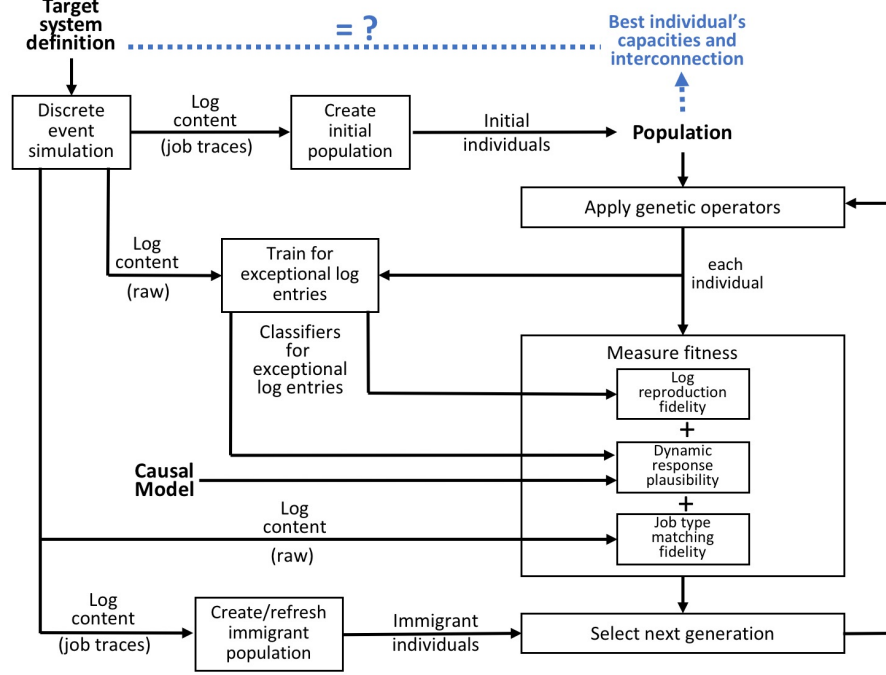 Target
system
definition
= ?
Best individual's
capacities and
interconnection
Discrete
event
simulation
Log
content
(job traces)
Create
initial
population
Initial
individuals
Population
Apply genetic operators
Log
content
(raw)
Train for
exceptional log
entries
each
individual
Classifiers
for
exceptional
log entries
Measure fitness
Log
reproduction
fidelity
+
Dynamic
response
plausibility
+
Job type
matching
fidelity
Causal
Model
Log
content
(raw)
Log
content
(job traces)
Create/refresh
immigrant
population
Immigrant
individuals
Select next generation